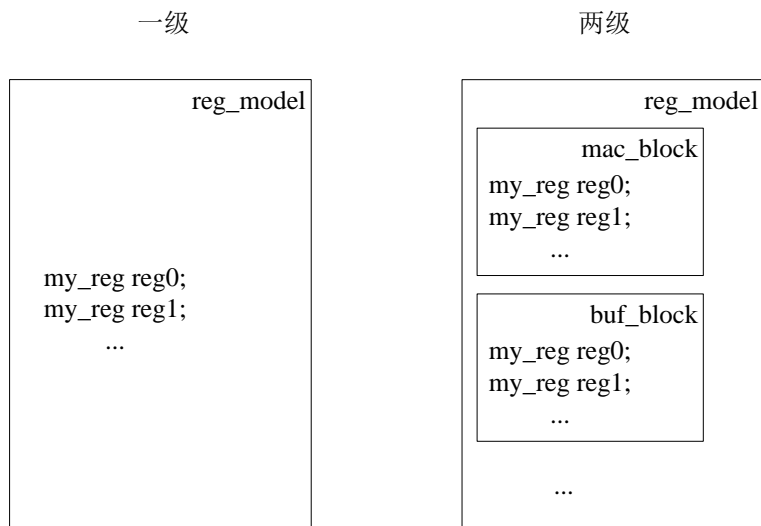 一级
reg_model
my_reg reg0;
my_reg reg1;
...
两级
reg_model
mac_block
my_reg reg0;
my_reg reg1;
...
buf_block
my_reg reg0;
my_reg reg1;
...
...